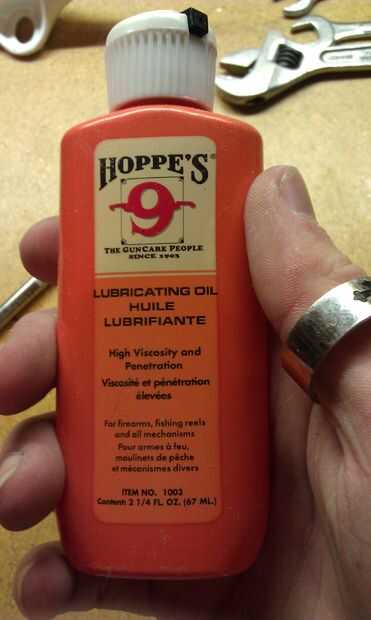 HOPPE'S
9
THE GUNCARE PEOPLE
SINCE 1903
LUBRICATING OIL
HUILE
LUBRIFIANTE
High Viscosity and
Penetration
Viscosité et pénétration
élevées
For firearms, fishing reels
and all mechanisms
Pour armes à feu,
moulinets de pêche
et mécanismes divers
ITEM NO. 1003
Content: 2 1/4 FL. OZ. (67 ML.)